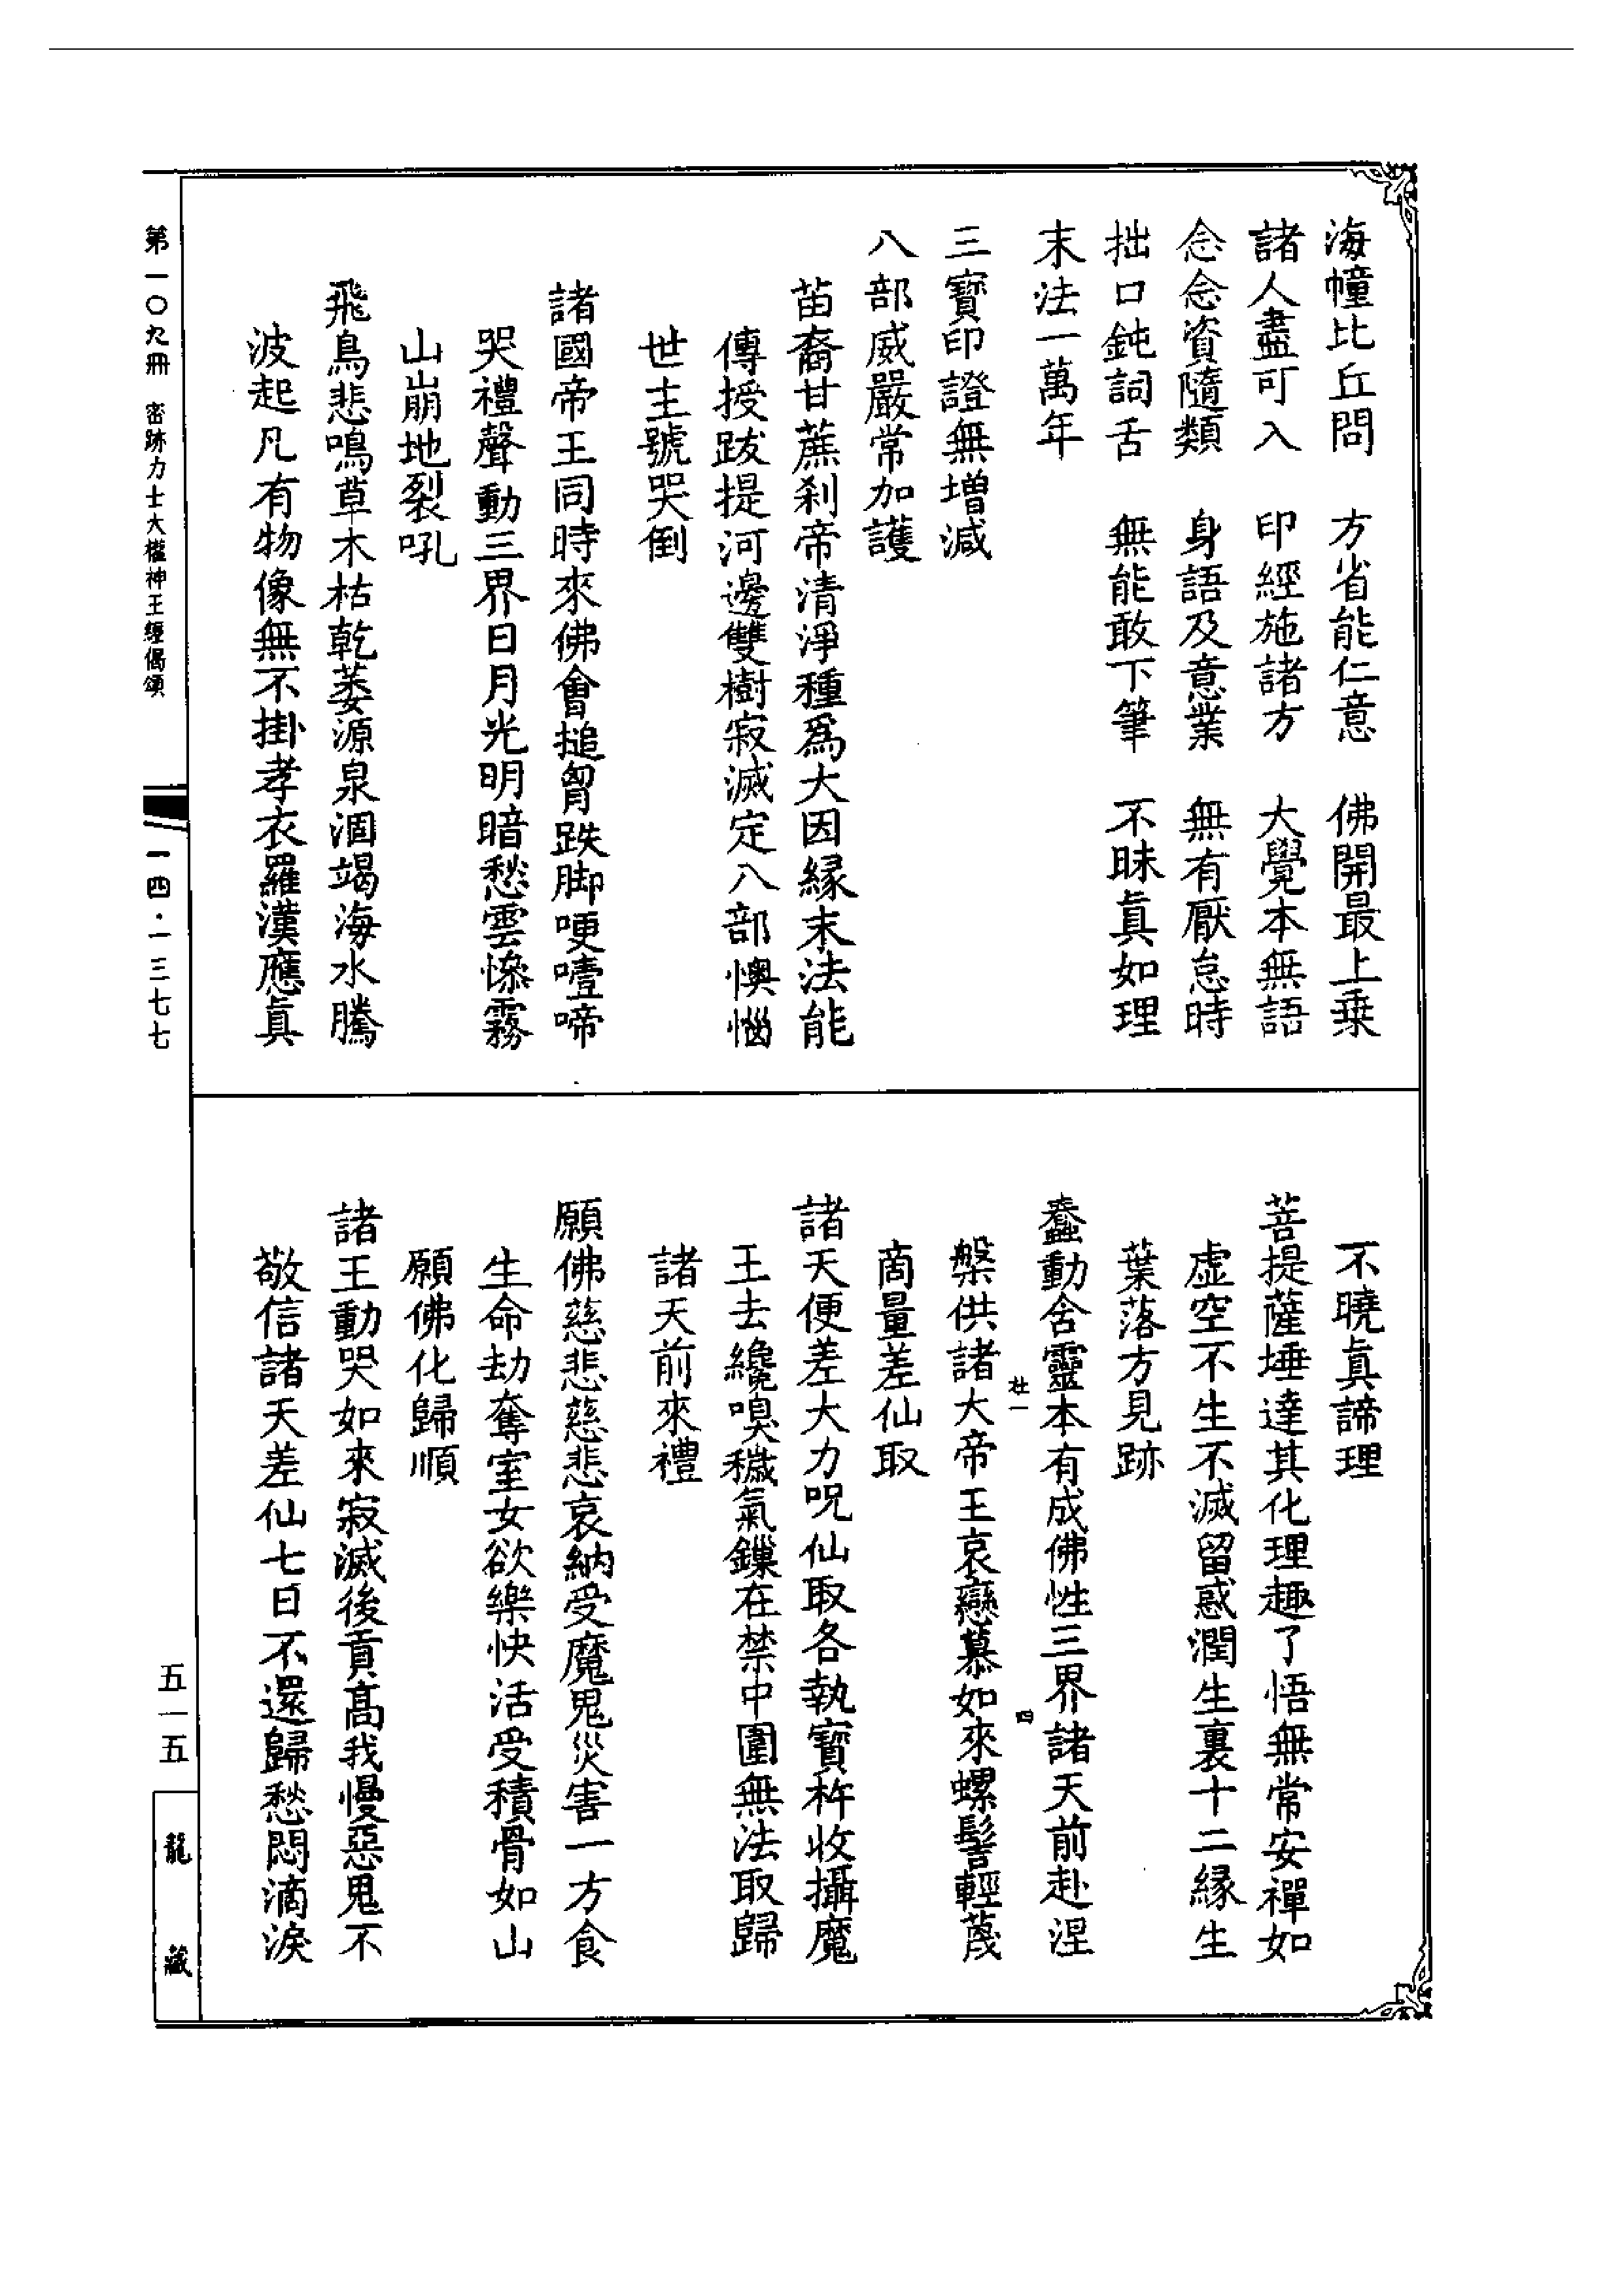 海幢比丘問　方省能仁意　佛開最上乗
諸人盡可入　印經施諸方　大覺本無語
念念資隨類　身語及意業　無有厭怠時
拙口鈍詞舌　無能敢下筆　不昧眞如理
末法一萬年
三寶印證無增減
八部威嚴常加護
苗裔甘蔗剎帝清淨種爲大因緣末法能
傳授跋提河邊雙樹寂滅定八部懊惱
世主號哭倒
諸國帝王同時來佛會搥胷跌脚哽噎啼
哭禮聲動三界日月光明暗愁雲慘霧
山崩地裂吼
飛鳥悲鳴草木枯乾萎源泉涸竭海水騰
波起凡有物像無不掛孝衣羅漢應眞
不曉眞諦理
菩提薩埵達其化理趣了悟無常安禪如
虛空不生不滅留惑潤生裏十二緣生
葉落方見跡
蠢動含靈本有成佛性三界諸天前赴涅
槃供諸大帝王哀戀慕如來螺髻輕蔑
商量差仙取
諸天便差大力呪仙取各執寶杵收攝魔
王去纔嗅穢氣鏁在禁中圍無法取歸
諸天前來禮
願佛慈悲慈悲哀納受魔鬼災害一方食
生命劫奪室女欲樂快活受積骨如山
願佛化歸順
諸王動哭如來寂滅後貢高我慢惡鬼不
敬信諸天差仙七日不還歸愁悶滴淚
第一〇九冊　密跡力士大權神王經偈頌
一四·一三七七
五一五
龍藏
四